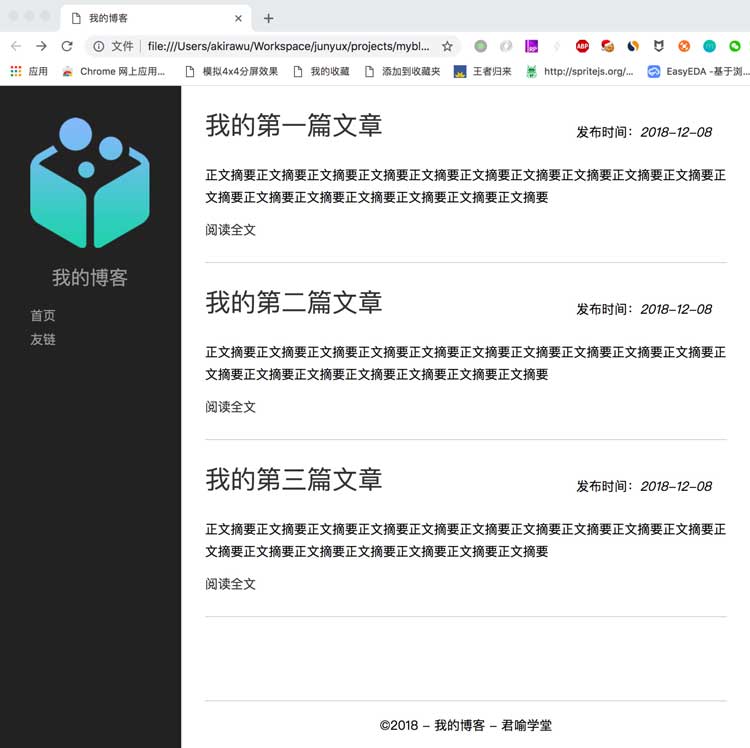 我的博客
文件 file:///Users/akirawu/Workspace/junyux/projects/mybl...
应用 Chrome 网上应用... 模拟4x4分屏效果 我的收藏 添加到收藏夹 王者归来 http://spritejs.org/... EasyEDA -基于浏...
我的博客
首页
友链
我的第一篇文章 发布时间：2018-12-08
正文摘要正文摘要正文摘要正文摘要正文摘要正文摘要正文摘要正文摘要正文摘要正文摘要正
文摘要正文摘要正文摘要正文摘要正文摘要正文摘要正文摘要
阅读全文
我的第二篇文章 发布时间：2018-12-08
正文摘要正文摘要正文摘要正文摘要正文摘要正文摘要正文摘要正文摘要正文摘要正文摘要正
文摘要正文摘要正文摘要正文摘要正文摘要正文摘要正文摘要
阅读全文
我的第三篇文章 发布时间：2018-12-08
正文摘要正文摘要正文摘要正文摘要正文摘要正文摘要正文摘要正文摘要正文摘要正文摘要正
文摘要正文摘要正文摘要正文摘要正文摘要正文摘要正文摘要
阅读全文
©2018 - 我的博客 - 君喻学堂